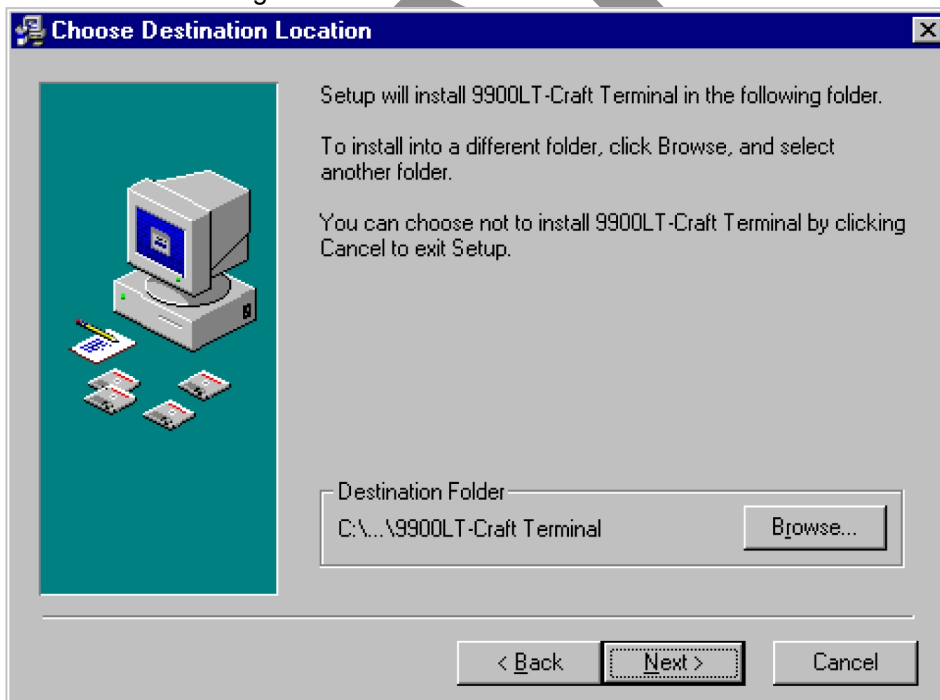 Choose Destination Location
Setup will install 9900LT-Craft Terminal in the following folder.
To install into a different folder, click Browse, and select
another folder.
You can choose not to install 9900LT-Craft Terminal by clicking
Cancel to exit Setup.
Destination Folder
C:\...\9900LT-Craft Terminal
Browse...
< Back
Next >
Cancel